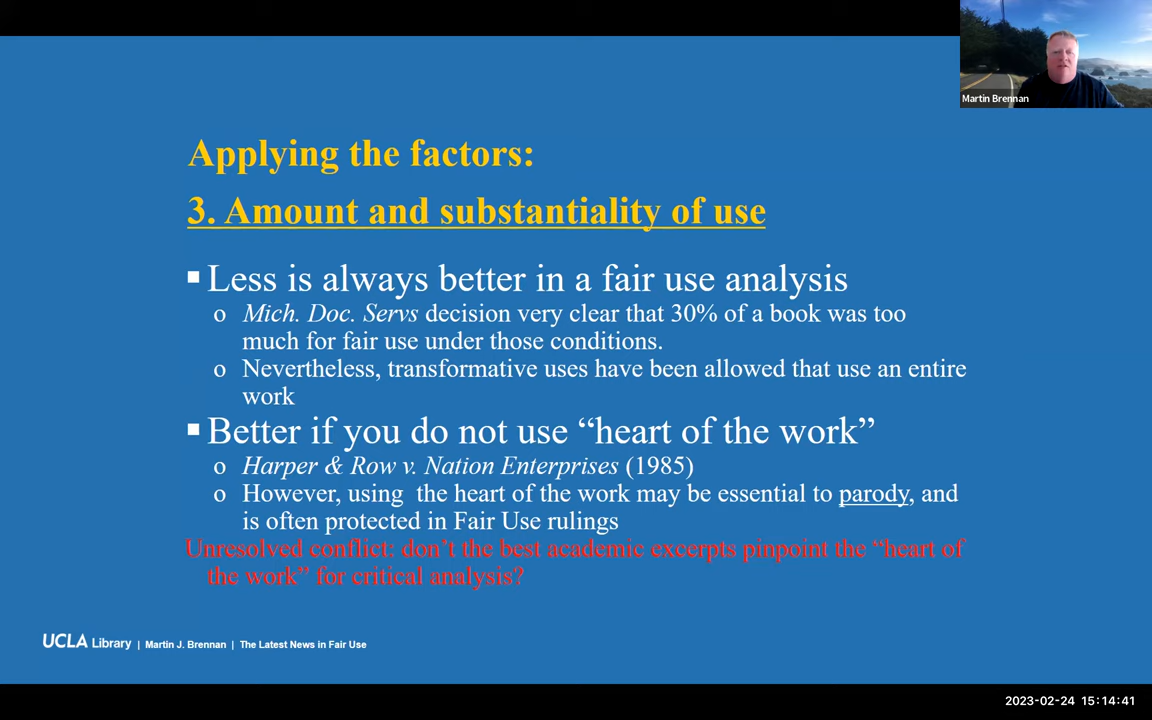 Martin Brennan
Applying the factors:
3. Amount and substantiality of use
▪ Less is always better in a fair use analysis
o Mich. Doc. Servs decision very clear that 30% of a book was too
much for fair use under those conditions.
o Nevertheless, transformative uses have been allowed that use an entire
work
▪ Better if you do not use “heart of the work”
o Harper & Row v. Nation Enterprises (1985)
o However, using the heart of the work may be essential to parody, and
is often protected in Fair Use rulings
Unresolved conflict: don’t the best academic excerpts pinpoint the “heart of
the work” for critical analysis?
UCLA Library | Martin J. Brennan | The Latest News in Fair Use
2023-02-24 15:14:41